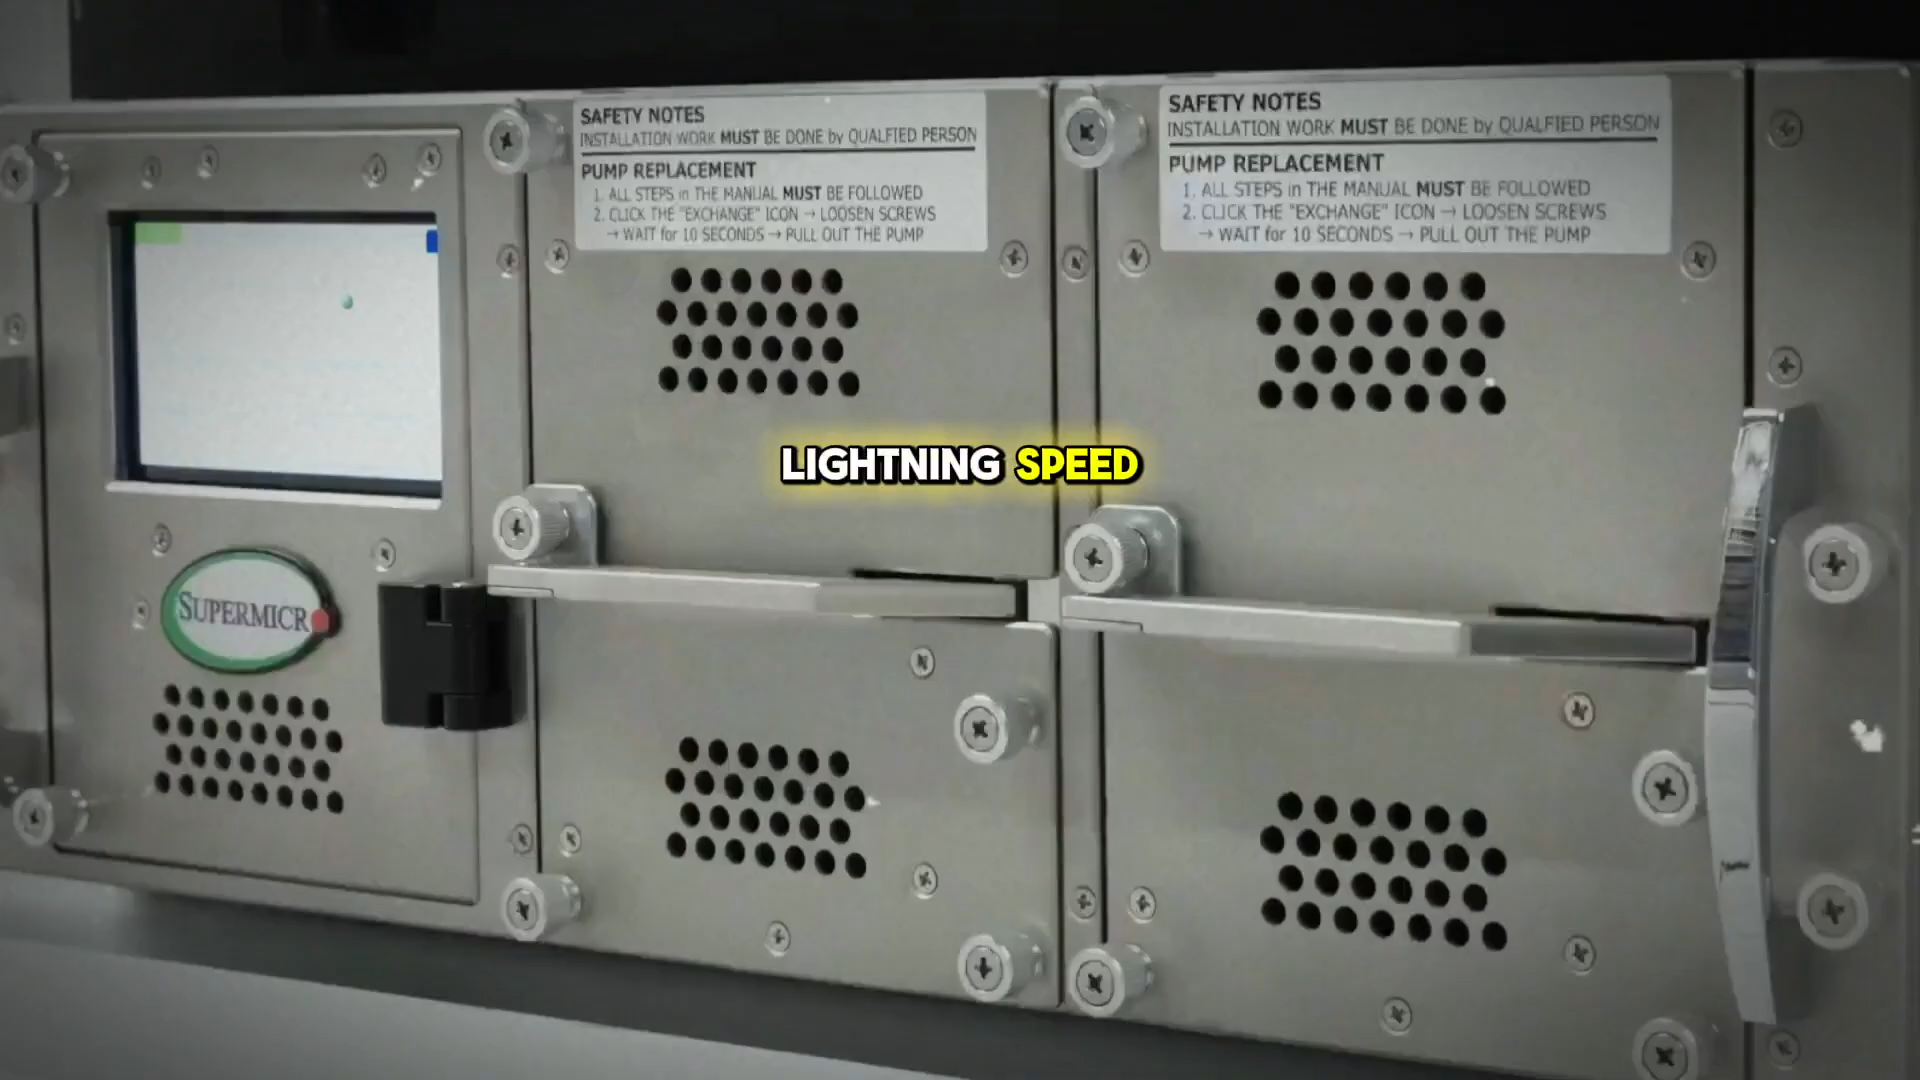 SAFETY NOTES
INSTALLATION WORK MUST BE DONE by QUALFIED PERSON
PUMP REPLACEMENT
1. ALL STEPS in THE MANUAL MUST BE FOLLOWED
2. CLICK THE "EXCHANGE" ICON → LOOSEN SCREWS
→ WAIT for 10 SECONDS → PULL OUT THE PUMP
SAFETY NOTES
INSTALLATION WORK MUST BE DONE by QUALFIED PERSON
PUMP REPLACEMENT
1. ALL STEPS in THE MANUAL MUST BE FOLLOWED
2. CLICK THE "EXCHANGE" ICON → LOOSEN SCREWS
→ WAIT for 10 SECONDS → PULL OUT THE PUMP
LIGHTNING SPEED
SUPERMICR